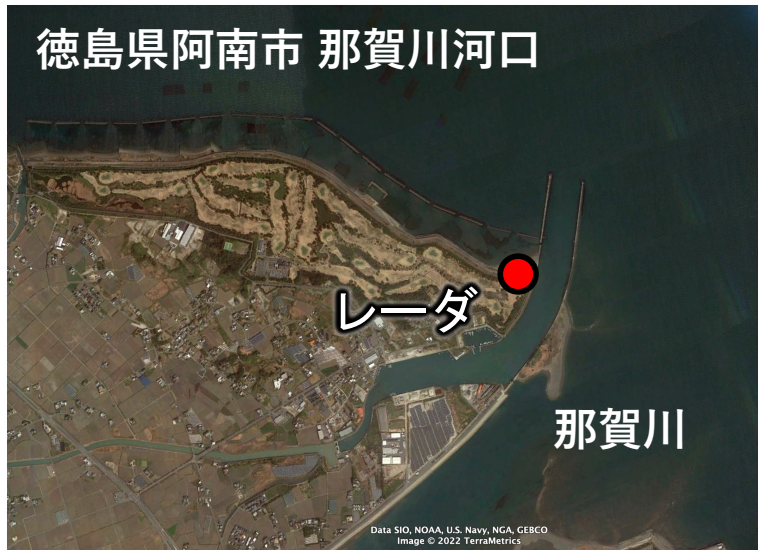 徳島県阿南市 那賀川河口
レーダ
那賀川
Data SIO, NOAA, U.S. Navy, NGA, GEBCO
Image © 2022 TerraMetrics